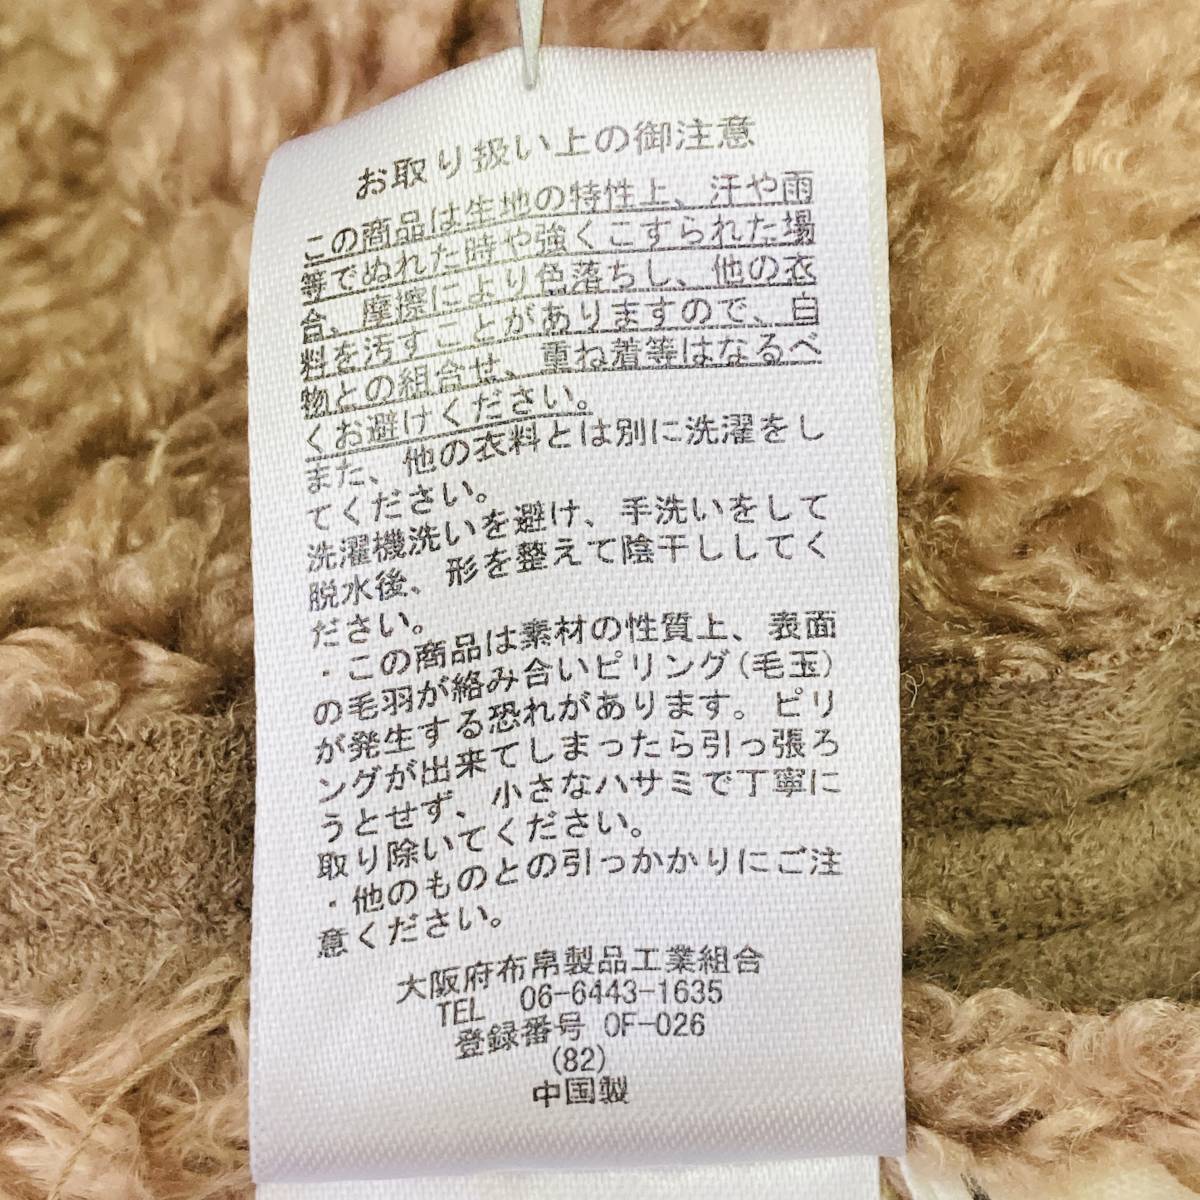 お取り扱い上の御注意
この商品は生地の特性上、汗や雨
等でぬれた時や強くこすられた場
合、摩擦により色落ちし、他の衣
料を汚すことがありますので、白
物との組合せ、重ね着等はなるべ
くお避けください。
また、他の衣料とは別に洗濯をし
てください。
洗濯機洗いを避け、手洗いをして
脱水後、形を整えて陰干ししてく
ださい。
・この商品は素材の性質上、表面
の毛羽が絡み合いピリング(毛玉)
が発生する恐れがあります。ピリ
ングが出来てしまったら引っ張ろ
うとせず、小さなハサミで丁寧に
取り除いてください。
・他のものとの引っかかりにご注
意ください。
大阪府布帛製品工業組合
TEL 06-6443-1635
登録番号 OF-026
(82)
中国製